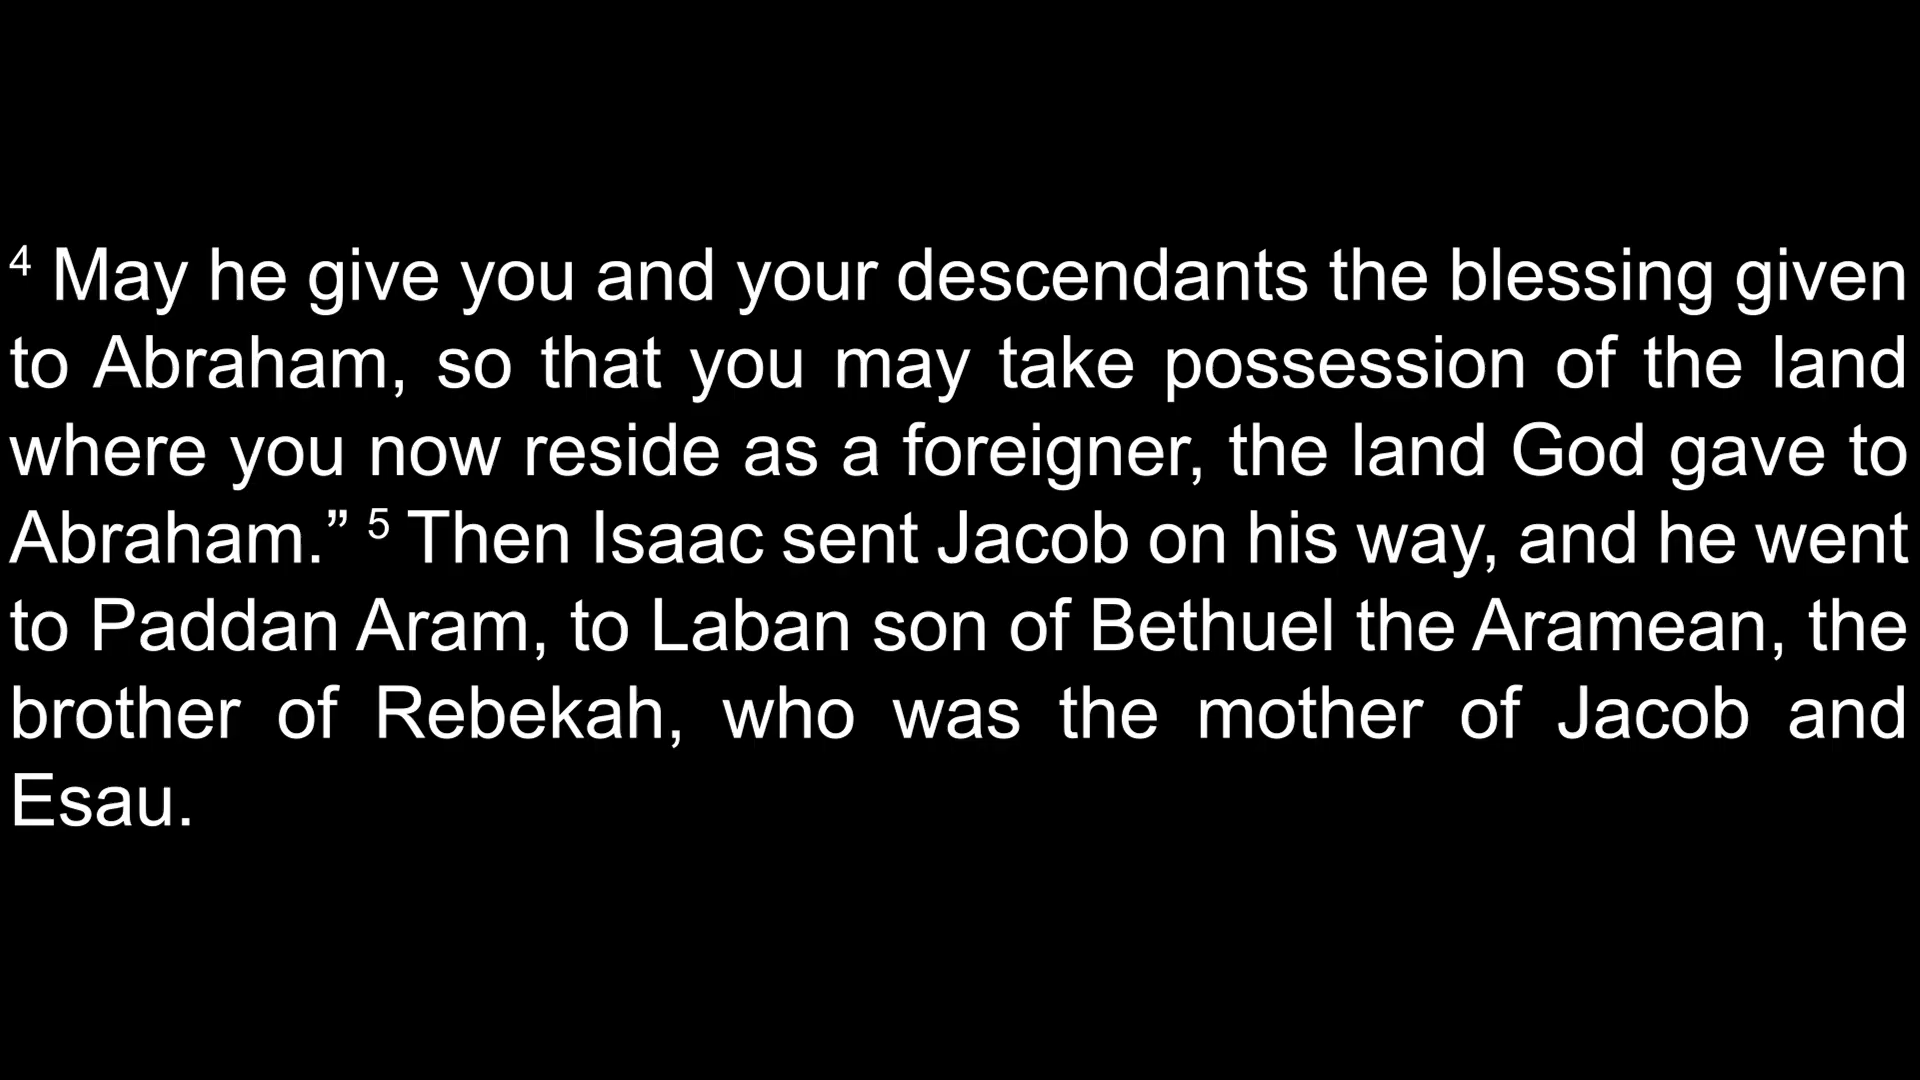 4 May he give you and your descendants the blessing given
to Abraham, so that you may take possession of the land
where you now reside as a foreigner, the land God gave to
Abraham.” 5 Then Isaac sent Jacob on his way, and he went
to Paddan Aram, to Laban son of Bethuel the Aramean, the
brother of Rebekah, who was the mother of Jacob and
Esau.